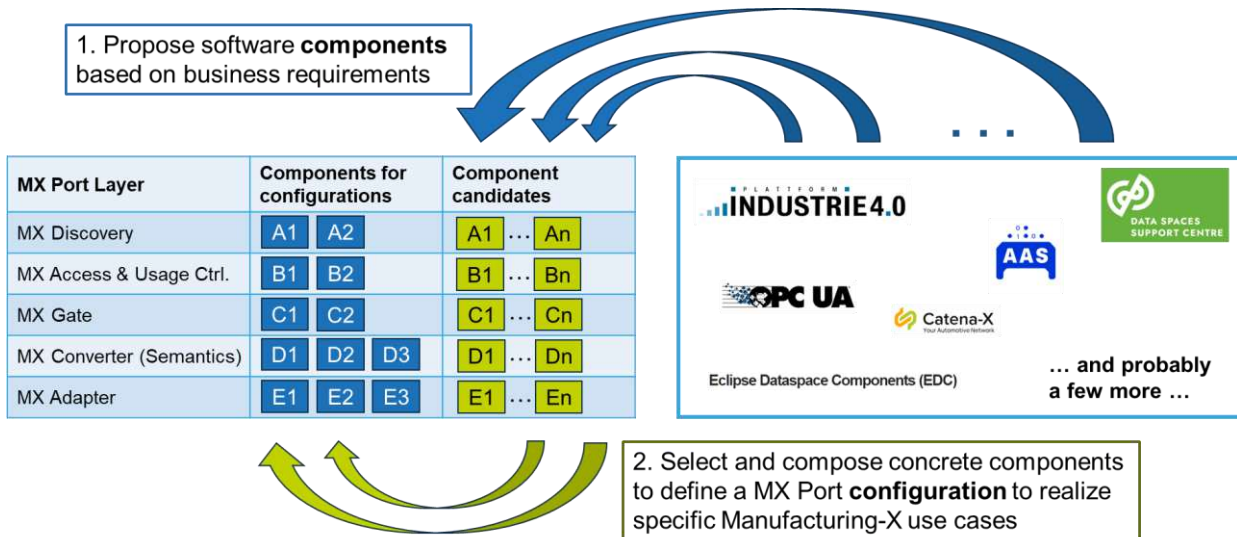 1. Propose software components
based on business requirements
. . .
MX Port Layer
Components for
configurations
Component
candidates
MX Discovery
A1 A2
A1 ... An
MX Access & Usage Ctrl.
B1 B2
B1 ... Bn
MX Gate
C1 C2
C1 ... Cn
MX Converter (Semantics)
D1 D2 D3
D1 ... Dn
MX Adapter
E1 E2 E3
E1 ... En
PLATTFORM
INDUSTRIE4.0
DATA SPACES
SUPPORT CENTRE
0
1 0
AAS
OPC UA
Catena-X
Your Automotive Network
Eclipse Dataspace Components (EDC)
... and probably
a few more ...
2. Select and compose concrete components
to define a MX Port configuration to realize
specific Manufacturing-X use cases